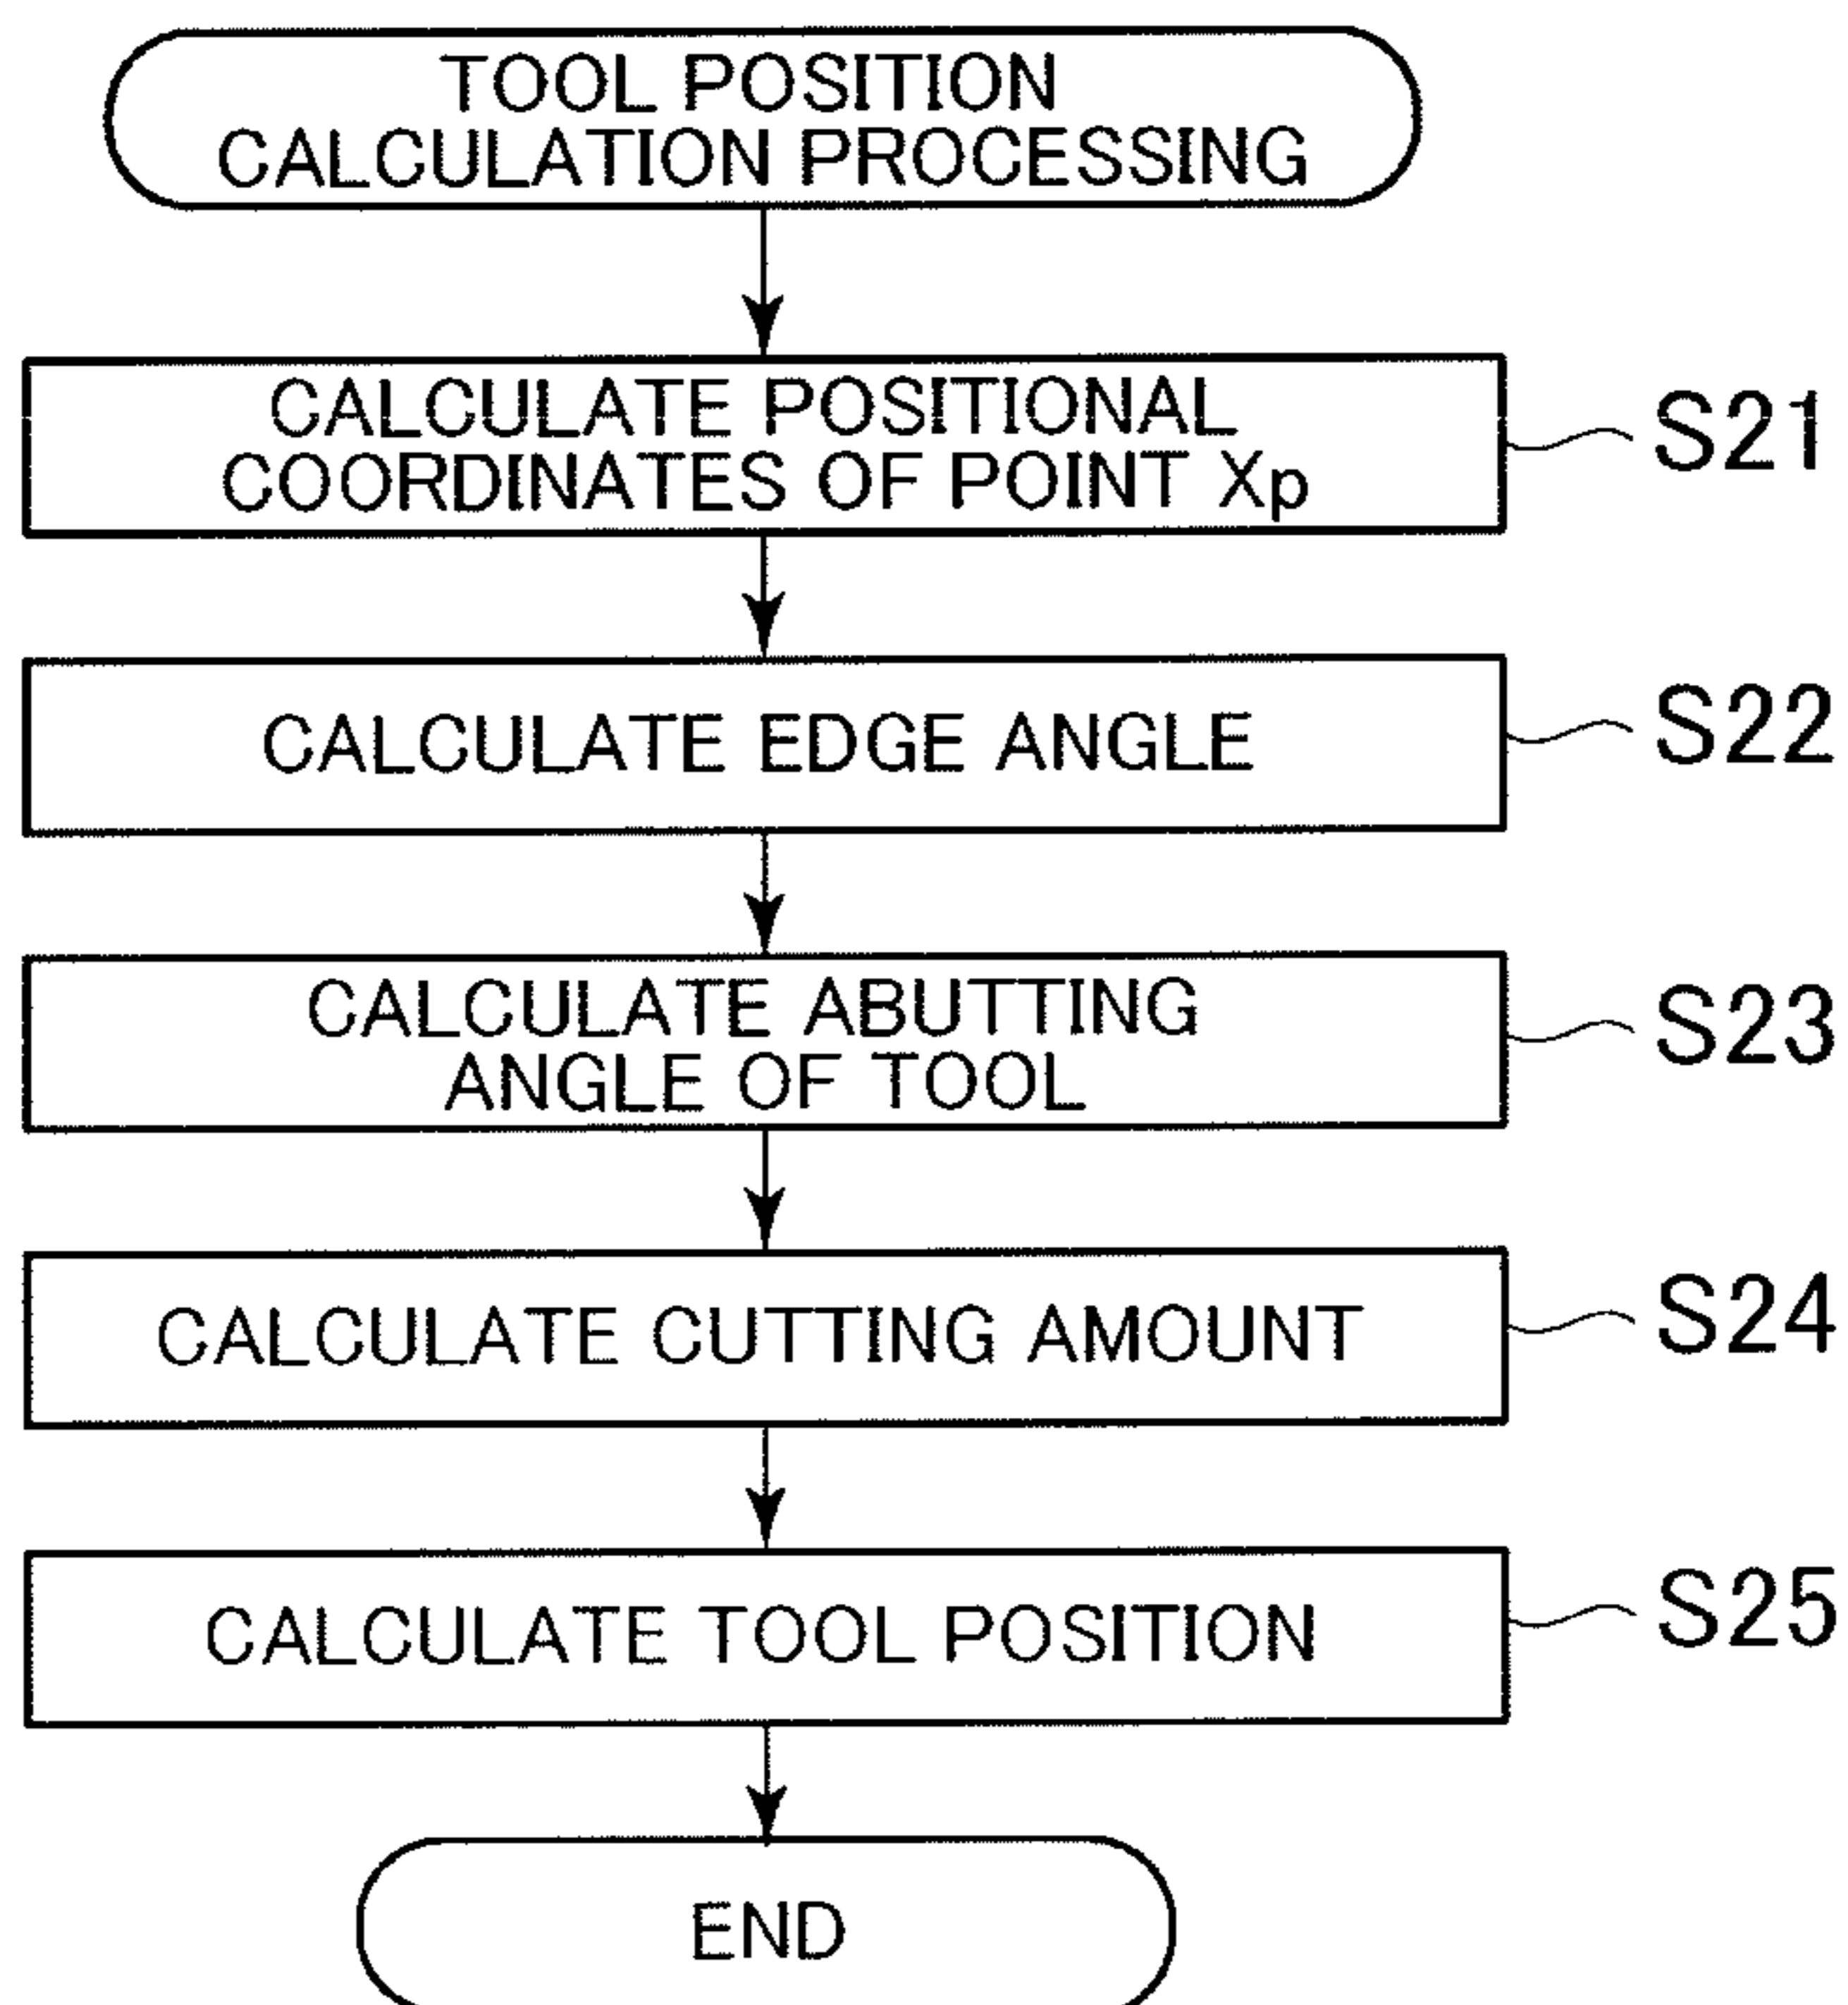 TOOL POSITION
CALCULATION PROCESSING
CALCULATE POSITIONAL
COORDINATES OF POINT Xp
S21
CALCULATE EDGE ANGLE
S22
CALCULATE ABUTTING
ANGLE OF TOOL
S23
CALCULATE CUTTING AMOUNT
S24
CALCULATE TOOL POSITION
S25
END